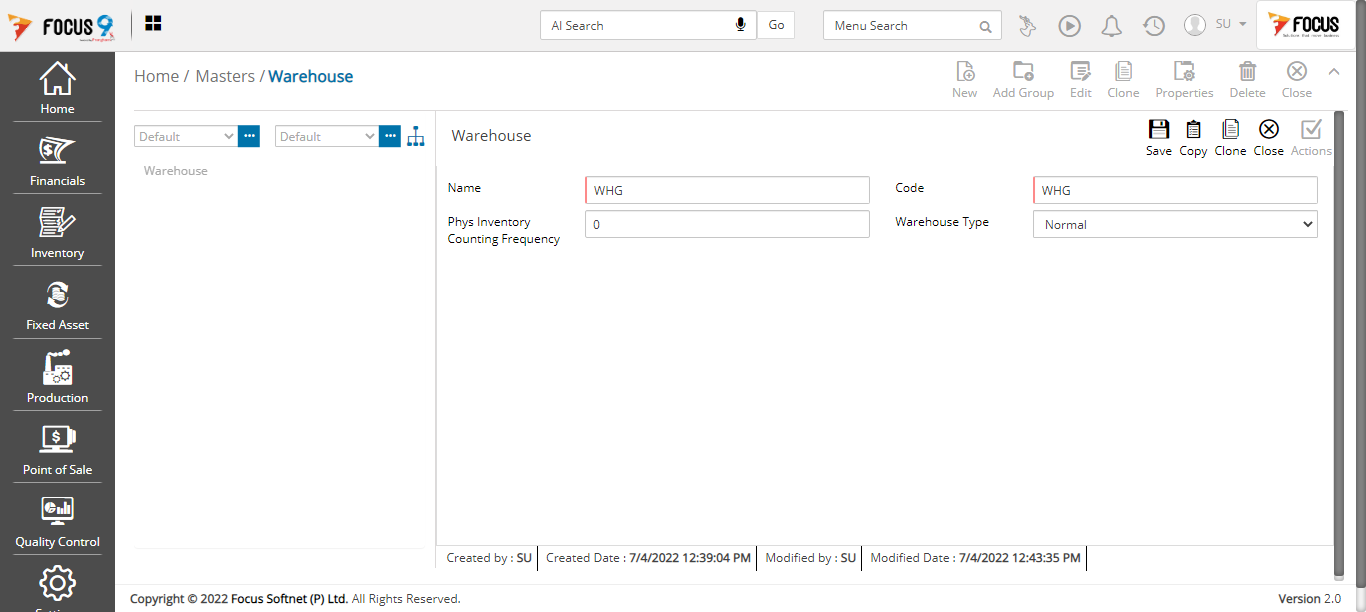 FOCUS 9
AI Search
Go
Menu Search
SU
FOCUS
Home / Masters / Warehouse
New
Add Group
Edit
Clone
Properties
Delete
Close
Home
Financials
Inventory
Fixed Asset
Production
Point of Sale
Quality Control
Default
Default
Warehouse
Warehouse
Save
Copy
Clone
Close
Actions
Name
WHG
Code
WHG
Phys Inventory
Counting Frequency
0
Warehouse Type
Normal
Created by : SU
Created Date : 7/4/2022 12:39:04 PM
Modified by : SU
Modified Date : 7/4/2022 12:43:35 PM
Copyright © 2022 Focus Softnet (P) Ltd. All Rights Reserved.
Version 2.0